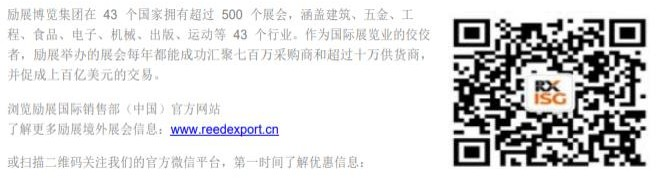 励展博览集团在 43 个国家拥有超过 500 个展会，涵盖建筑、五金、工
程、食品、电子、机械、出版、运动等 43 个行业。作为国际展览业的佼佼
者，励展举办的展会每年都能成功汇聚七百万采购商和超过十万供货商，
并促成上百亿美元的交易。
浏览励展国际销售部（中国）官方网站
了解更多励展境外展会信息：www.reedexport.cn
或扫描二维码关注我们的官方微信平台，第一时间了解优惠信息：
RX
ISG